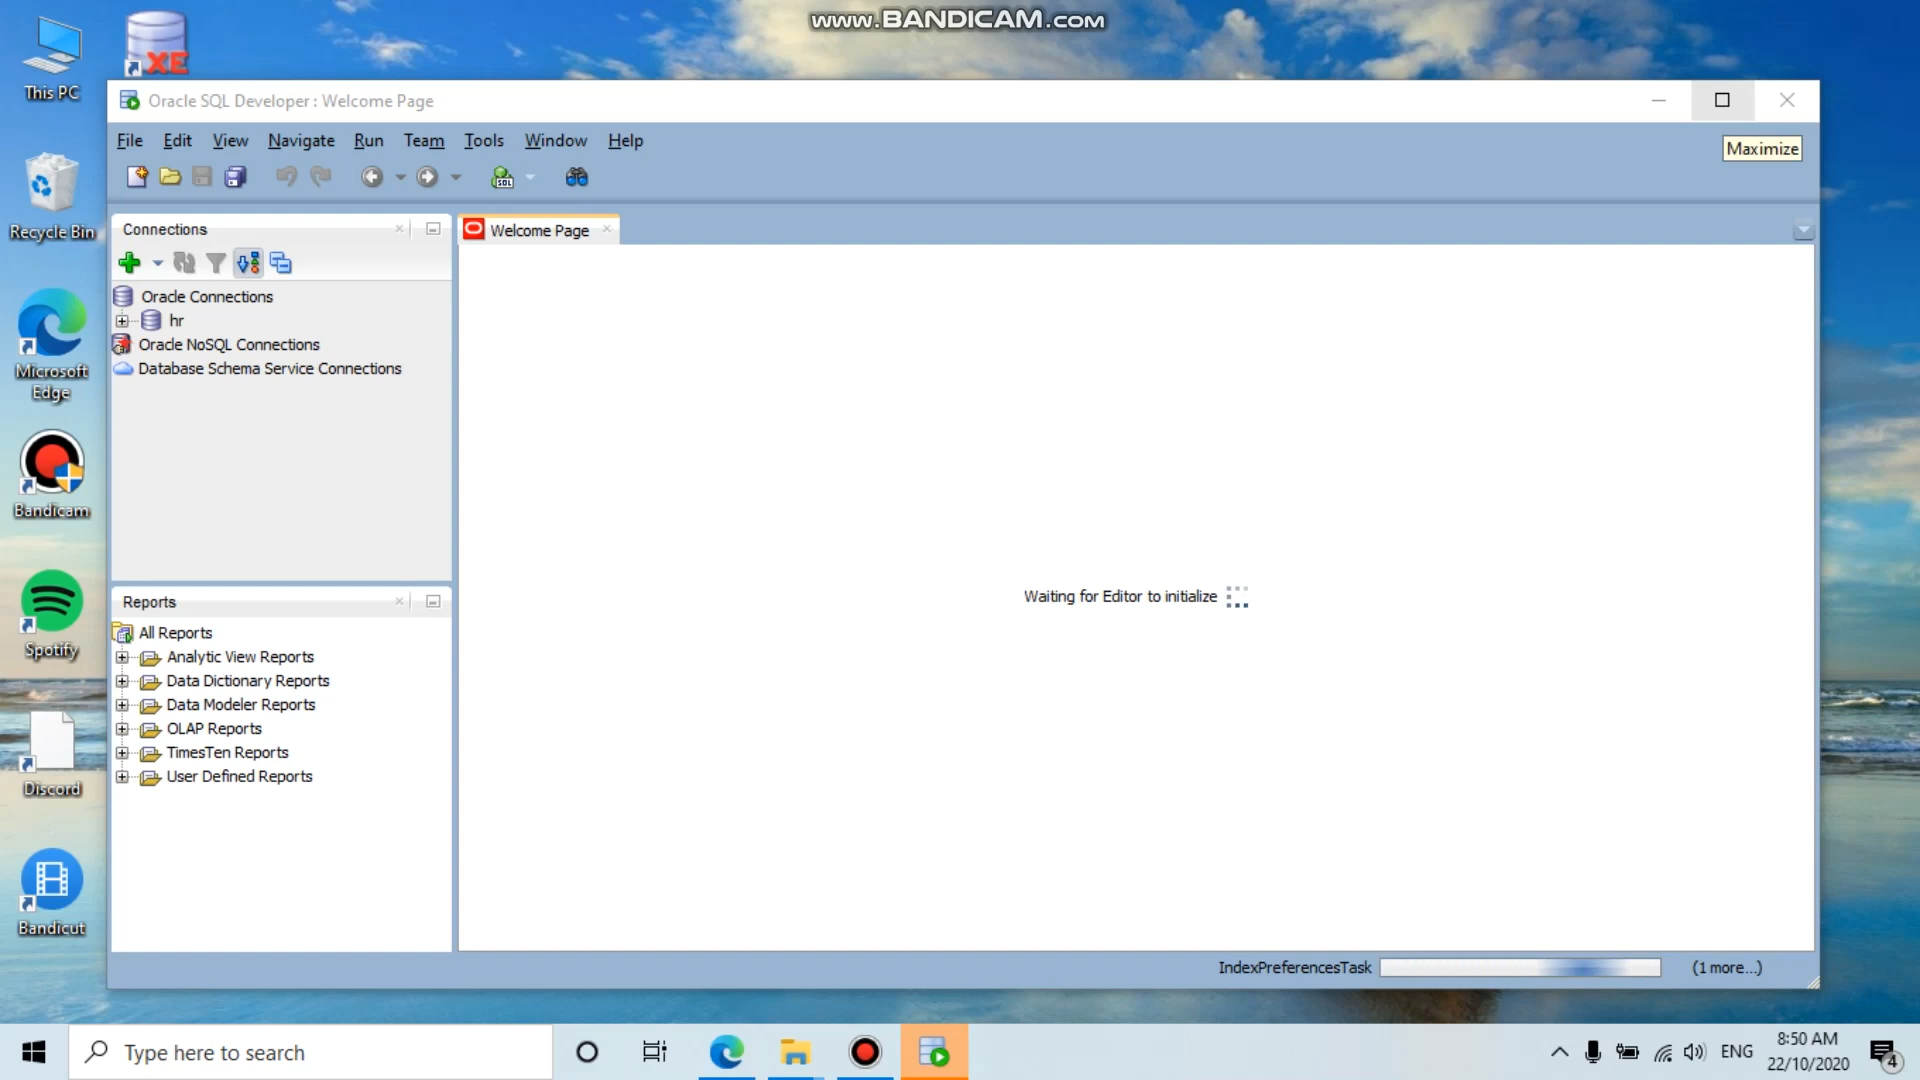 www.BANDICAM.com
This PC
XE
Recycle Bin
Microsoft
Edge
Bandicam
Spotify
Discord
Bandicut
Oracle SQL Developer : Welcome Page
Maximize
File Edit View Navigate Run Team Tools Window Help
SQL
Connections
Oracle Connections
hr
Oracle NoSQL Connections
Database Schema Service Connections
Reports
All Reports
Analytic View Reports
Data Dictionary Reports
Data Modeler Reports
OLAP Reports
TimesTen Reports
User Defined Reports
Welcome Page
Waiting for Editor to initialize
IndexPreferencesTask (1 more...)
Type here to search
ENG
8:50 AM
22/10/2020
4